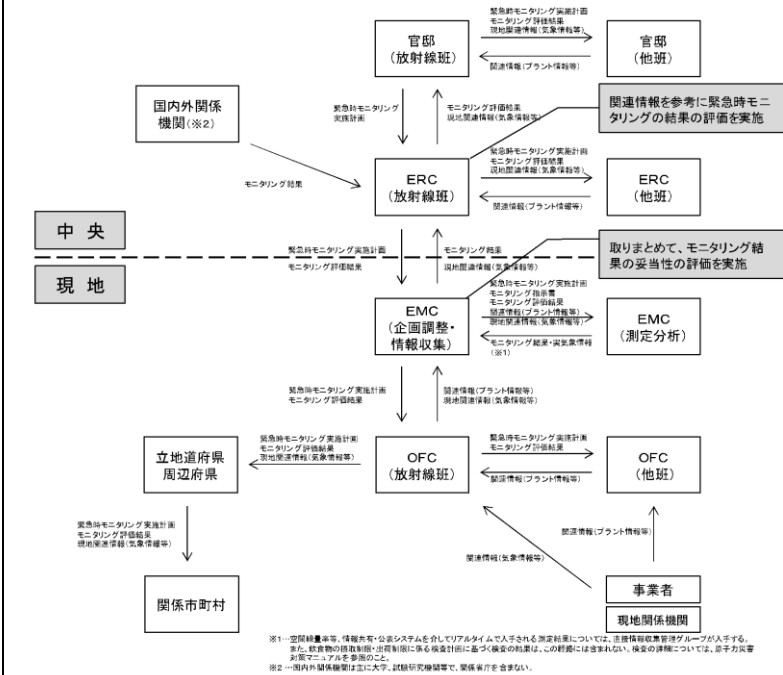 官邸
(放射線班)
緊急時モニタリング実施計画
モニタリング評価結果
現地関連情報(気象情報等)
関連情報(プラント情報等)
官邸
(他班)
国内外関係
機関(※2)
緊急時モニタリング
実施計画
モニタリング評価結果
現地関連情報(気象情報等)
関連情報を参考に緊急時モニ
タリングの結果の評価を実施
モニタリング結果
ERC
(放射線班)
緊急時モニタリング実施計画
モニタリング評価結果
現地関連情報(気象情報等)
関連情報(プラント情報等)
ERC
(他班)
中 央
現 地
緊急時モニタリング実施計画
モニタリング評価結果
モニタリング結果
現地関連情報(気象情報等)
取りまとめて、モニタリング結
果の妥当性の評価を実施
EMC
(企画調整・
情報収集)
緊急時モニタリング実施計画
モニタリング指示書
モニタリング評価結果
関連情報(プラント情報等)
現地関連情報(気象情報等)
モニタリング結果・実気象情報
(※1)
EMC
(測定分析)
緊急時モニタリング実施計画
モニタリング評価結果
関連情報(プラント情報等)
現地関連情報(気象情報等)
立地道府県
周辺府県
緊急時モニタリング実施計画
モニタリング評価結果
現地関連情報(気象情報等)
OFC
(放射線班)
緊急時モニタリング実施計画
モニタリング評価結果
関連情報(プラント情報等)
OFC
(他班)
緊急時モニタリング実施計画
モニタリング評価結果
現地関連情報(気象情報等)
関連情報(プラント情報等)
関連情報(気象情報等)
関係市町村
事業者
現地関係機関
※1…空間線量率等、情報共有・公表システムを介してリアルタイムで入手される測定結果については、直接情報収集管理グループが入手する。
また、飲食物の摂取制限・出荷制限に係る検査計画に基づく検査の結果は、この経路には含まれない。検査の詳細については、原子力災害
対策マニュアルを参照のこと。
※2…国内外関係機関は主に大学、試験研究機関等で、関係省庁を含まない。